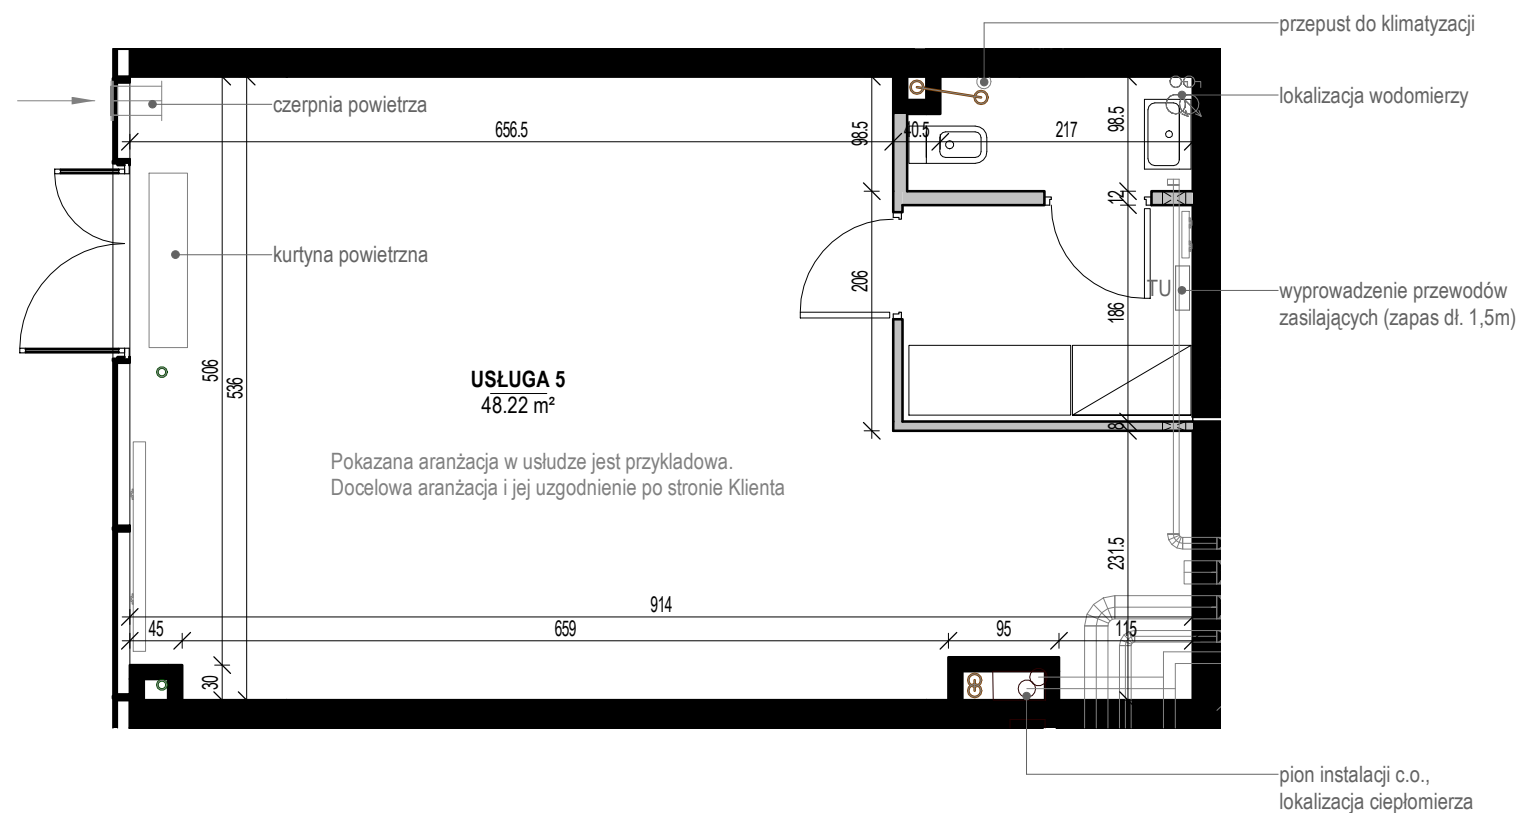 przepust do klimatyzacji
czerpnia powietrza
lokalizacja wodomierzy
656.5
98.5
40.5
217
98.5
12
kurtyna powietrzna
206
TU
186
wyprowadzenie przewodów
zasilających (zapas dł. 1,5m)
506
536
USŁUGA 5
48.22 m²
8
Pokazana aranżacja w usłudze jest przykladowa.
Docelowa aranżacja i jej uzgodnienie po stronie Klienta
231.5
914
45
659
95
115
30
pion instalacji c.o.,
lokalizacja ciepłomierza